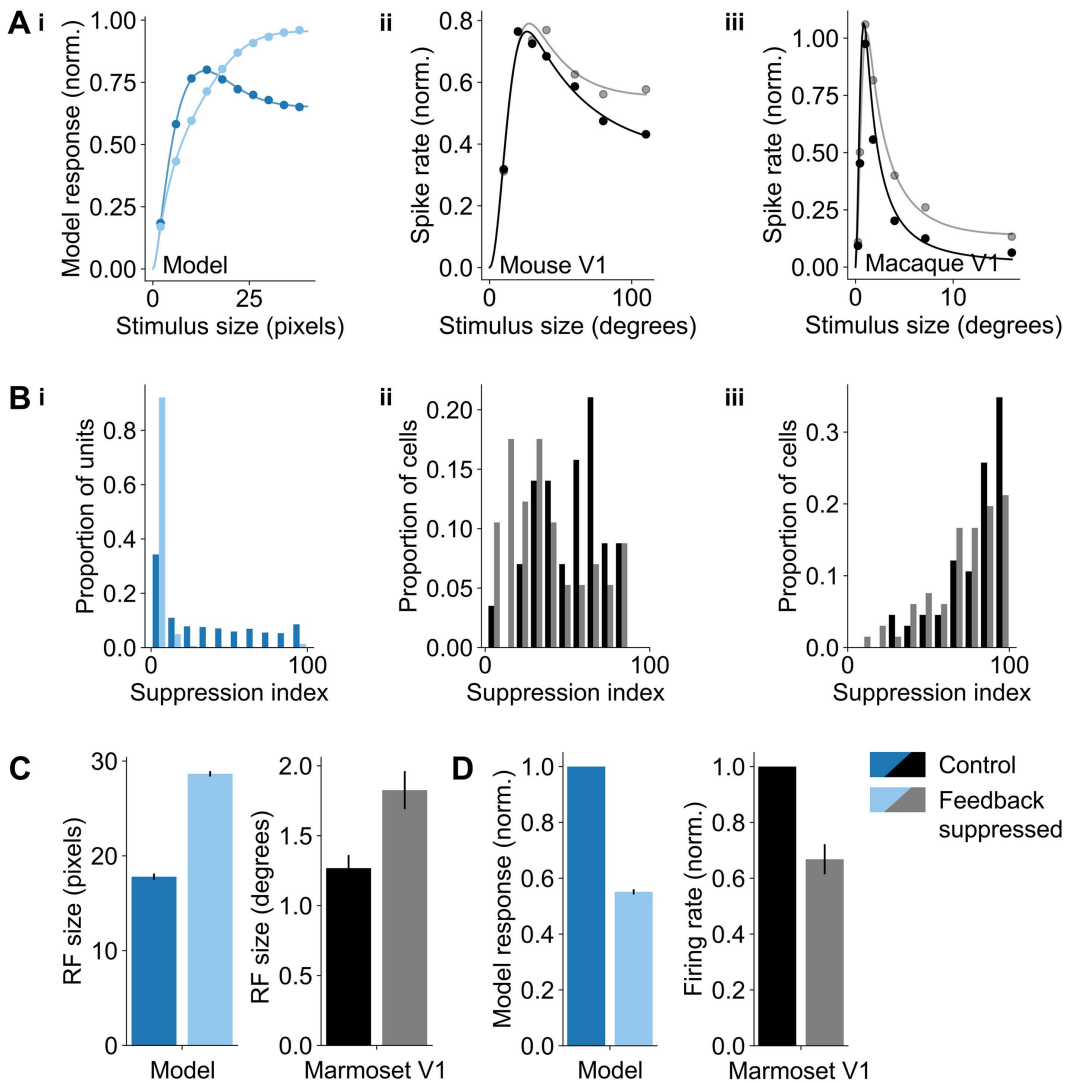 A i
Model response (norm.)
1.00
0.75
0.50
0.25
0.00
Model
0
25
Stimulus size (pixels)
ii
Spike rate (norm.)
0.8
0.6
0.4
0.2
0.0
Mouse V1
0
100
Stimulus size (degrees)
iii
Spike rate (norm.)
1.00
0.75
0.50
0.25
0.00
Macaque V1
0
10
Stimulus size (degrees)
B i
Proportion of units
0.8
0.6
0.4
0.2
0.0
0
100
Suppression index
ii
Proportion of cells
0.20
0.15
0.10
0.05
0.00
0
100
Suppression index
iii
Proportion of cells
0.3
0.2
0.1
0.0
0
100
Suppression index
C
RF size (pixels)
30
20
10
0
Model
RF size (degrees)
2.0
1.5
1.0
0.5
0.0
Marmoset V1
D
Model response (norm.)
1.0
0.8
0.6
0.4
0.2
0.0
Model
Firing rate (norm.)
1.0
0.8
0.6
0.4
0.2
0.0
Marmoset V1
Control
Feedback
suppressed